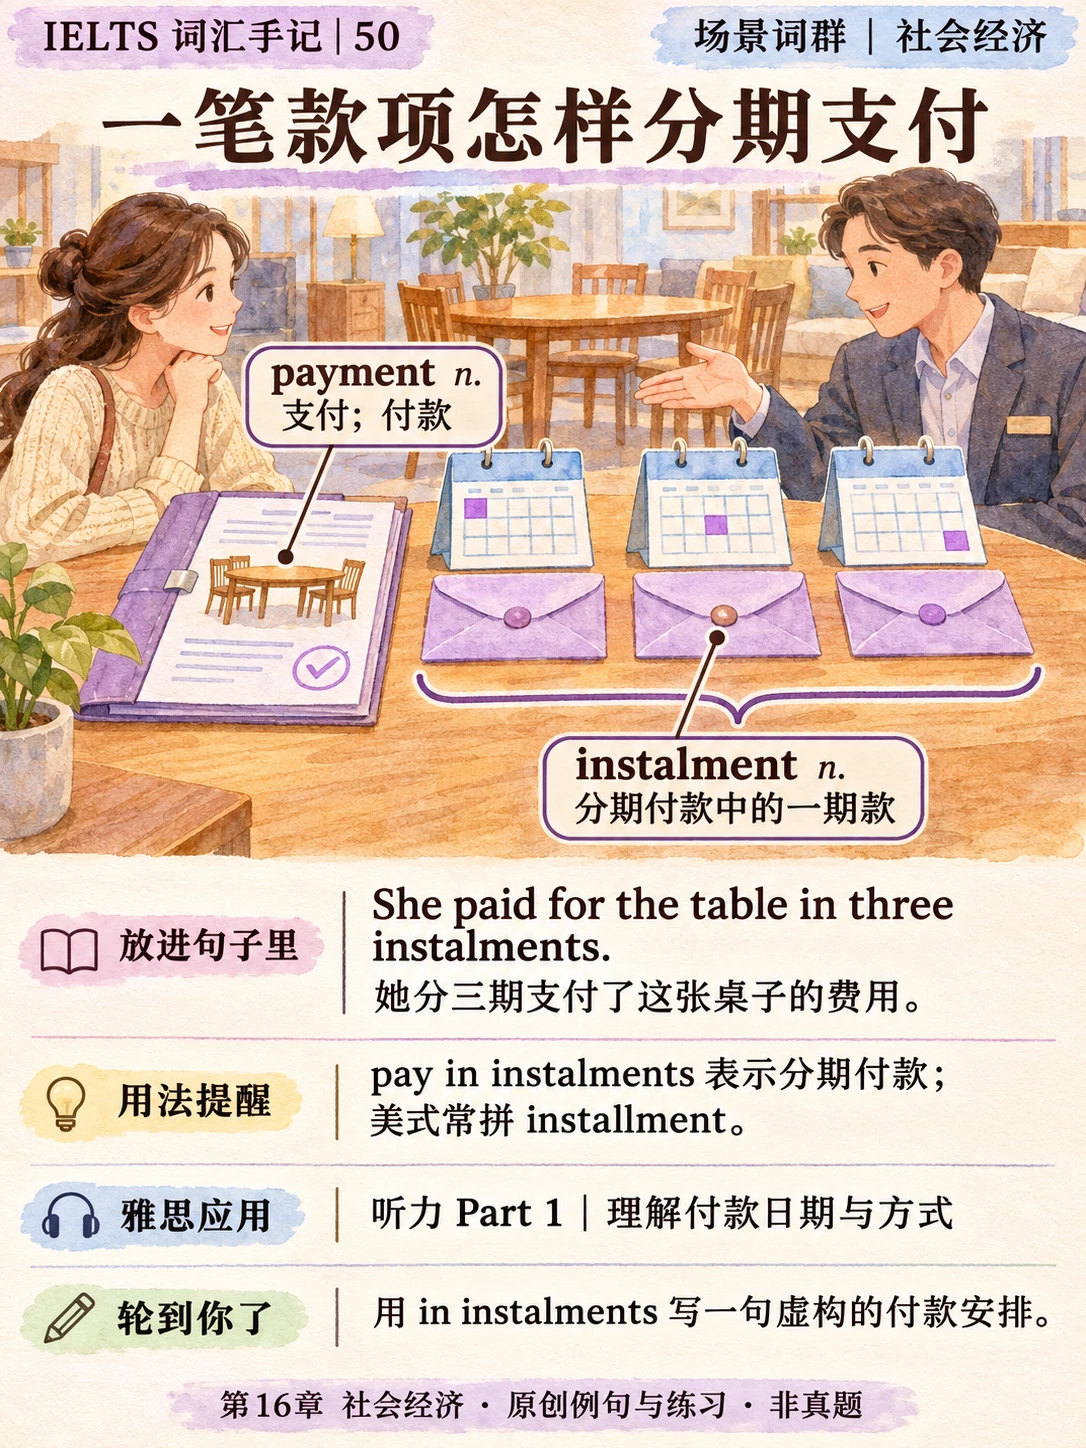 IELTS 词汇手记 | 50
场景词群 | 社会经济
一笔款项怎样分期支付
payment n.
支付；付款
instalment n.
分期付款中的一期款
放进句子里
She paid for the table in three
instalments.
她分三期支付了这张桌子的费用。
用法提醒
pay in instalments 表示分期付款；
美式常拼 installment。
雅思应用
听力 Part 1 | 理解付款日期与方式
轮到你了
用 in instalments 写一句虚构的付款安排。
第16章 社会经济 · 原创例句与练习 · 非真题